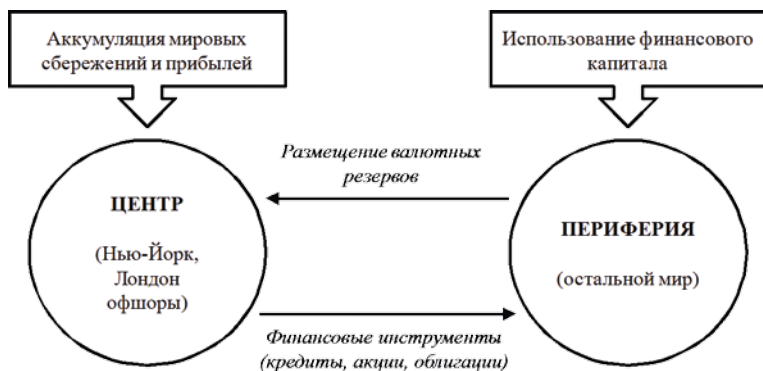 Аккумуляция мировых
сбережений и прибылей
Использование финансового
капитала
Размещение валютных
резервов
ЦЕНТР
(Нью-Йорк,
Лондон
офшоры)
ПЕРИФЕРИЯ
(остальной мир)
Финансовые инструменты
(кредиты, акции, облигации)